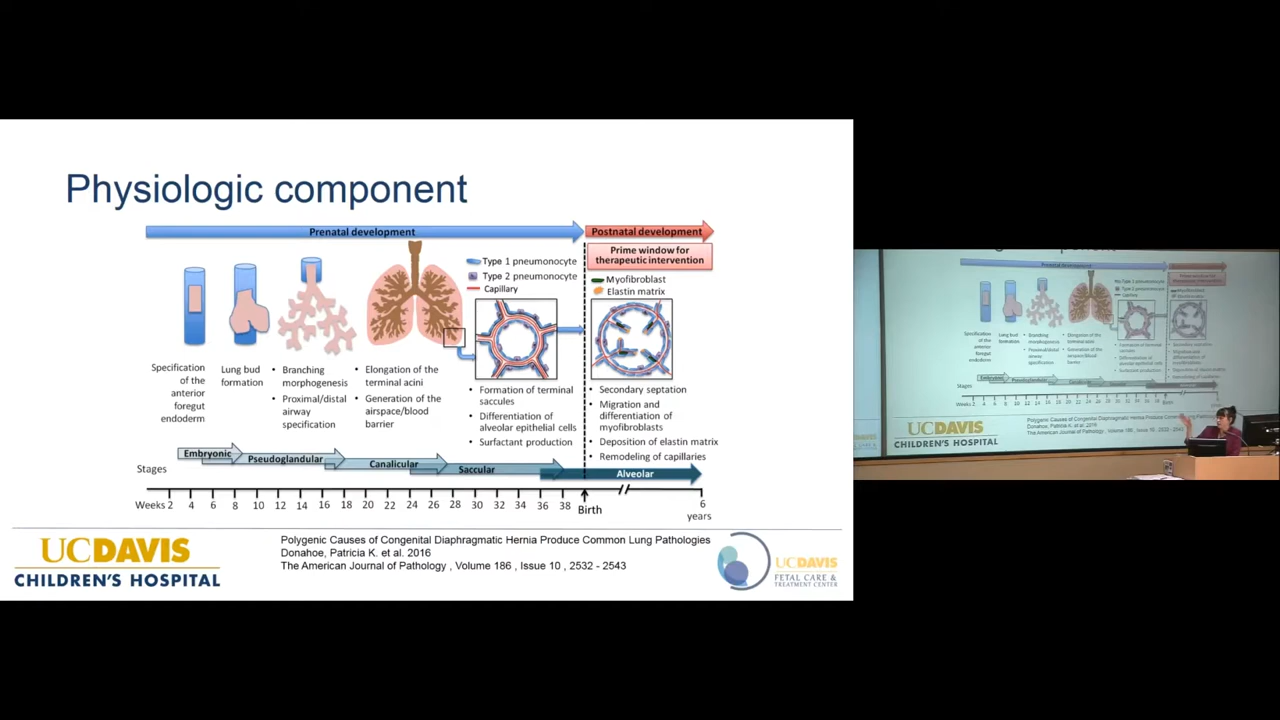 Physiologic component
Prenatal development
Postnatal development
Prime window for
therapeutic intervention
Type 1 pneumonocyte
Type 2 pneumonocyte
Capillary
Myofibroblast
Elastin matrix
Specification
of the
anterior
foregut
endoderm
Lung bud
formation
• Branching
morphogenesis
• Proximal/distal
airway
specification
• Elongation of the
terminal acini
• Generation of the
airspace/blood
barrier
• Formation of terminal
saccules
• Differentiation of
alveolar epithelial cells
• Surfactant production
• Secondary septation
• Migration and
differentiation of
myofibroblasts
• Deposition of elastin matrix
• Remodeling of capillaries
Stages
Embryonic
Pseudoglandular
Canalicular
Saccular
Alveolar
Weeks 2 4 6 8 10 12 14 16 18 20 22 24 26 28 30 32 34 36 38 Birth 6
years
UCDAVIS
CHILDREN'S HOSPITAL
Polygenic Causes of Congenital Diaphragmatic Hernia Produce Common Lung Pathologies
Donahoe, Patricia K. et al. 2016
The American Journal of Pathology , Volume 186 , Issue 10 , 2532 - 2543
UCDAVIS
FETAL CARE &
TREATMENT CENTER